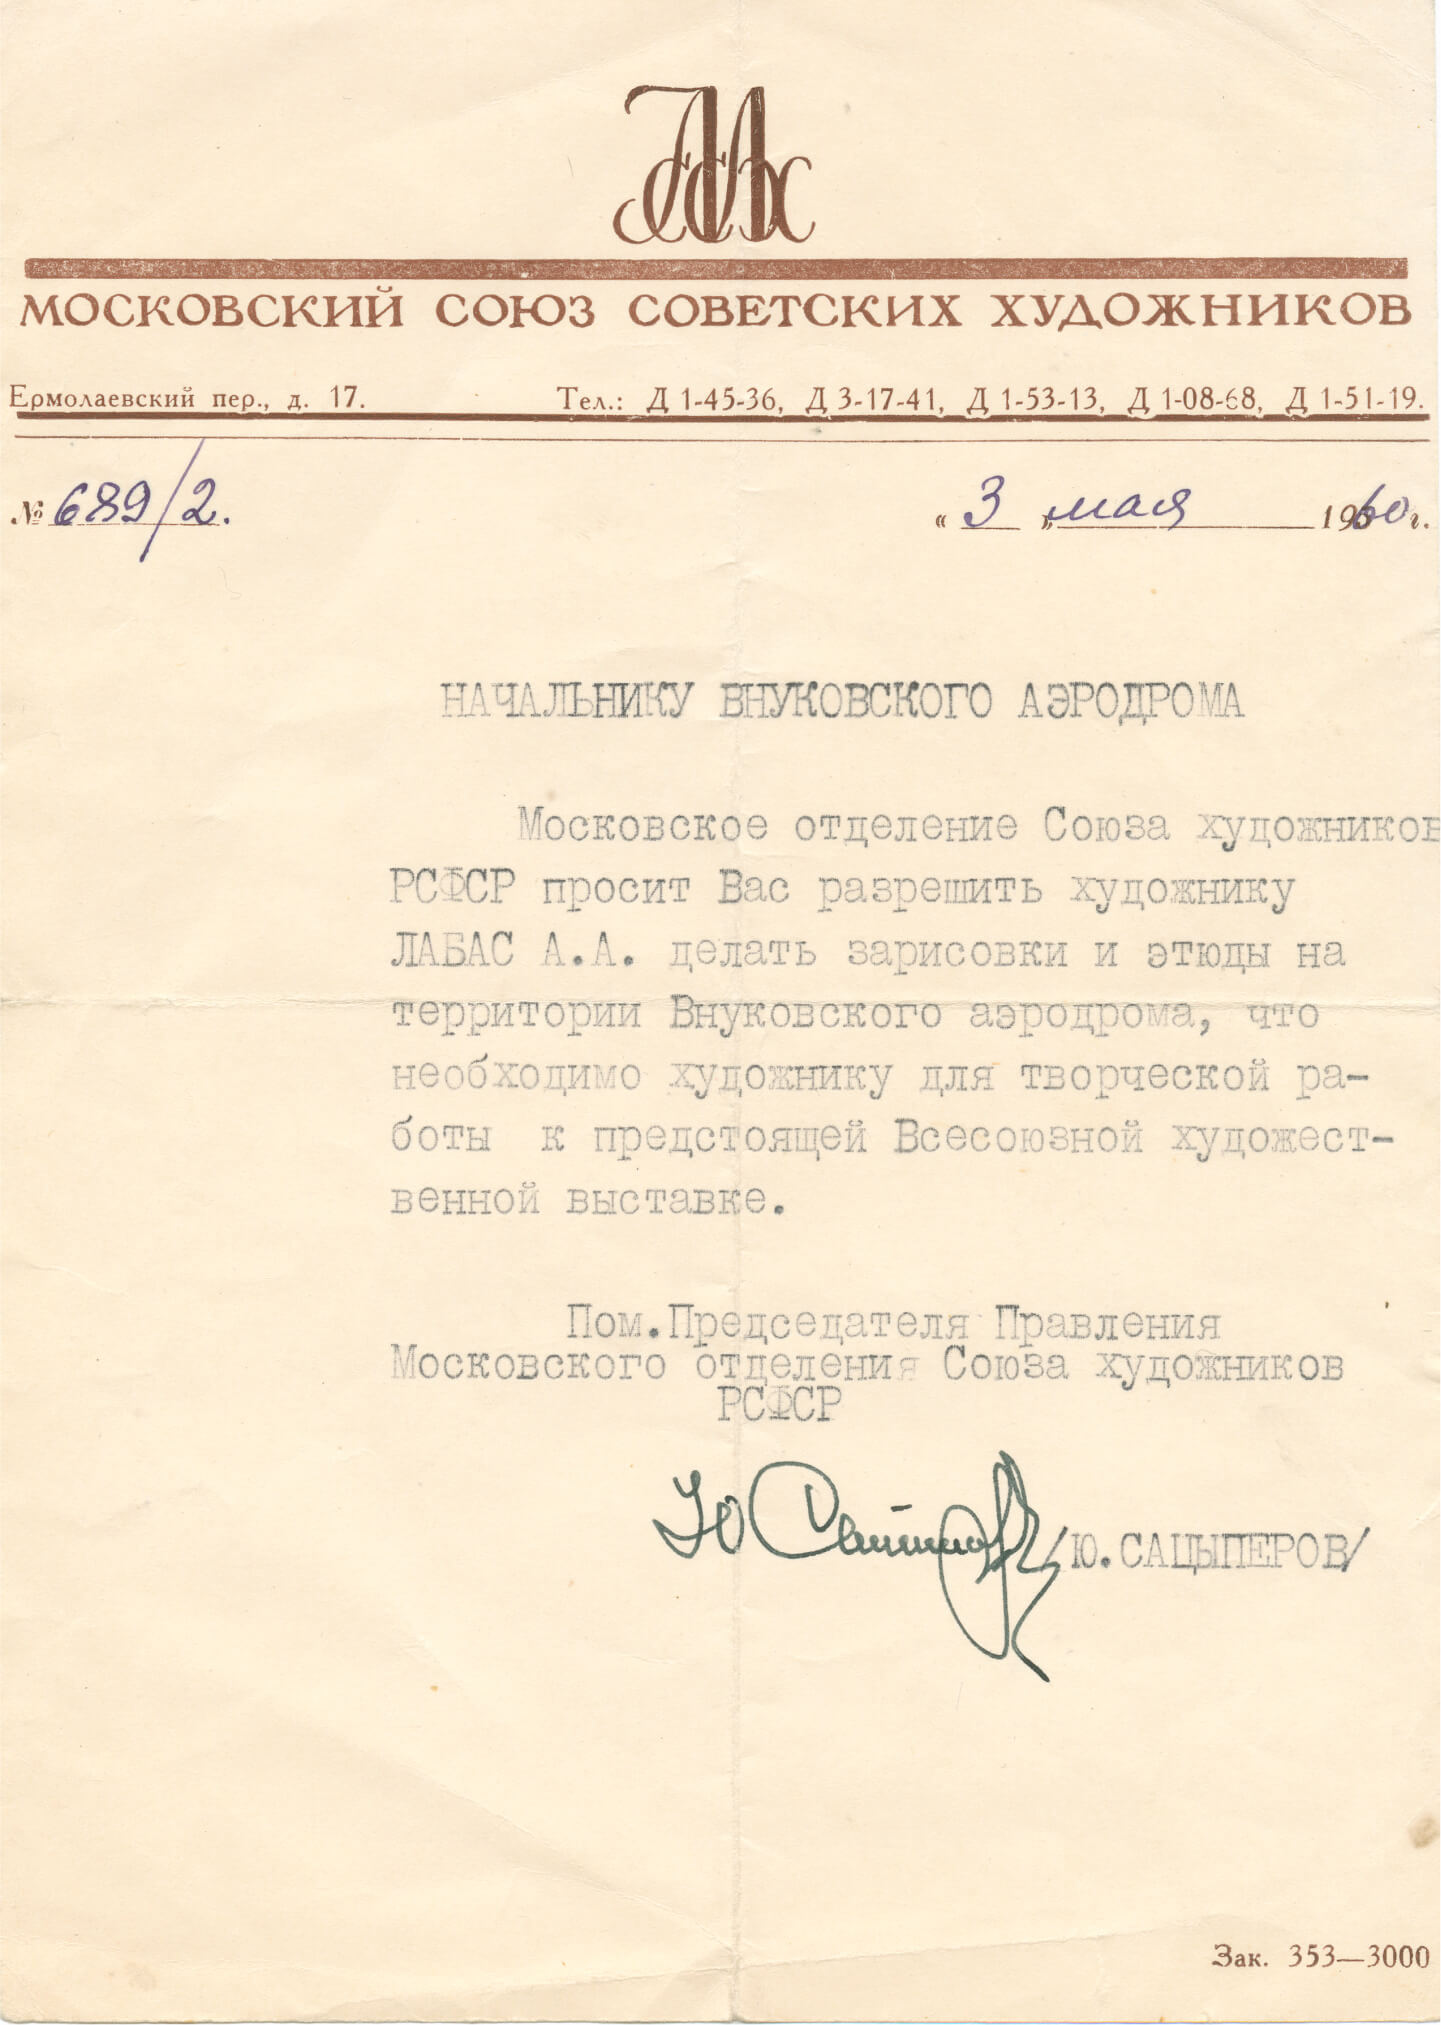 МССХ
МОСКОВСКИЙ СОЮЗ СОВЕТСКИХ ХУДОЖНИКОВ
Ермолаевский пер., д. 17. Тел.: Д 1-45-36, Д 3-17-41, Д 1-53-13, Д 1-08-68, Д 1-51-19.
№ 689/2. « 3 » мая 1960 г.
НАЧАЛЬНИКУ ВНУКОВСКОГО АЭРОДРОМА
Московское отделение Союза художников
РСФСР просит Вас разрешить художнику
ЛАБАС А.А. делать зарисовки и этюды на
территории Внуковского аэродрома, что
необходимо художнику для творческой ра-
боты к предстоящей Всесоюзной художест-
венной выставке.
Пом.Председателя Правления
Московского отделения Союза художников
РСФСР
/Ю.САЦЫПЕРОВ/
Зак. 353—3000